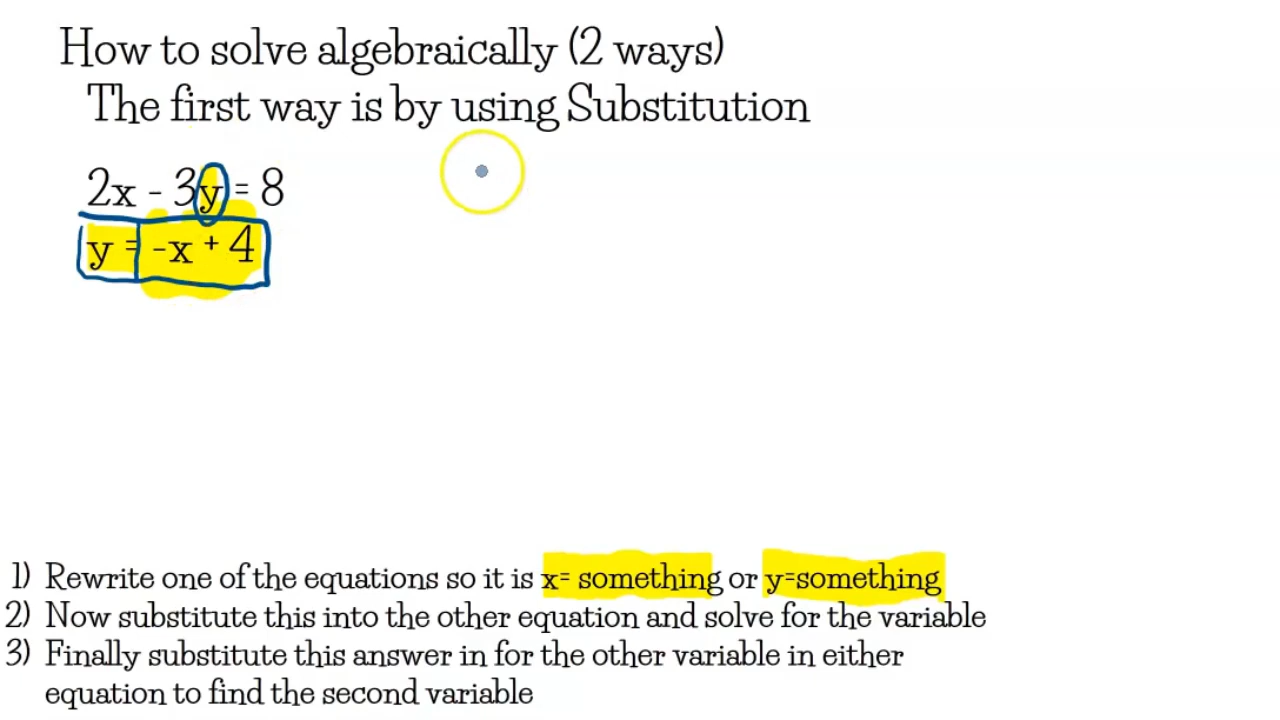 How to solve algebraically (2 ways)
The first way is by using Substitution
2x - 3y = 8
y = -x + 4
1) Rewrite one of the equations so it is x= something or y=something
2) Now substitute this into the other equation and solve for the variable
3) Finally substitute this answer in for the other variable in either
equation to find the second variable